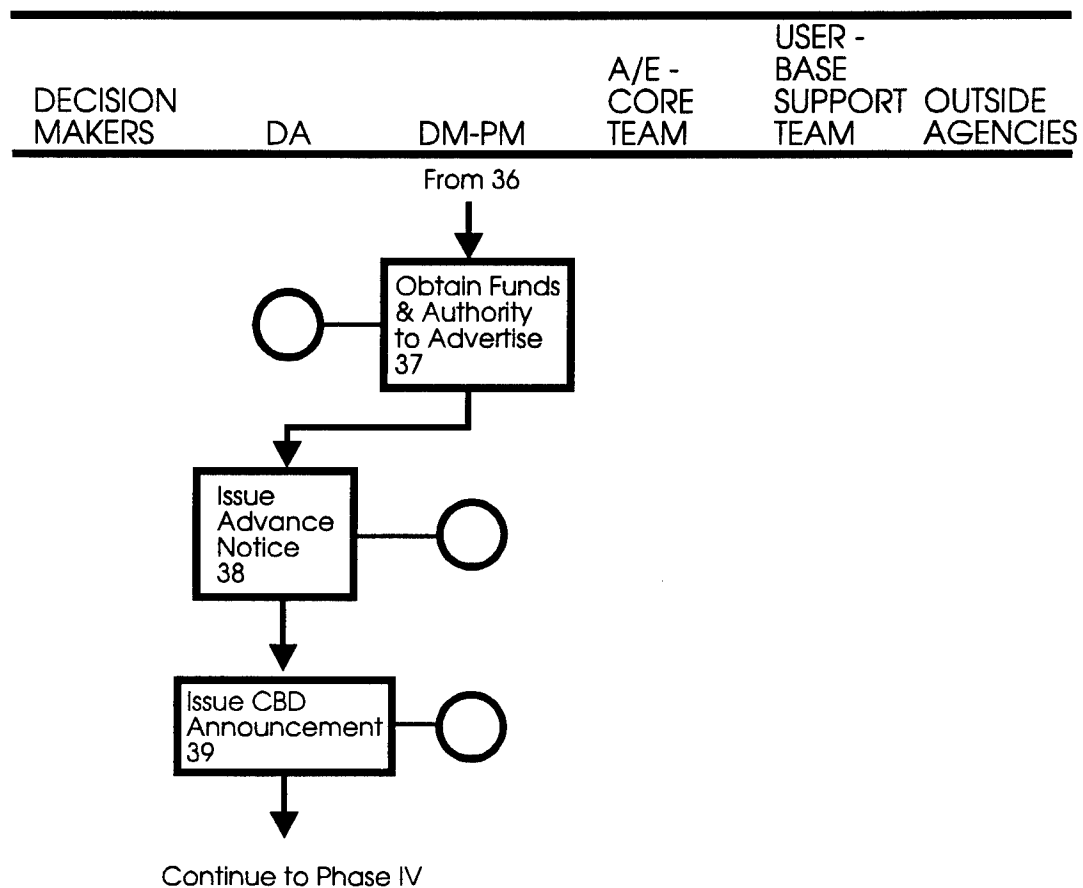 DECISION
MAKERS
DA
DM-PM
A/E -
CORE
TEAM
USER -
BASE
SUPPORT
TEAM
OUTSIDE
AGENCIES
From 36
Obtain Funds
& Authority
to Advertise
37
Issue
Advance
Notice
38
Issue CBD
Announcement
39
Continue to Phase IV